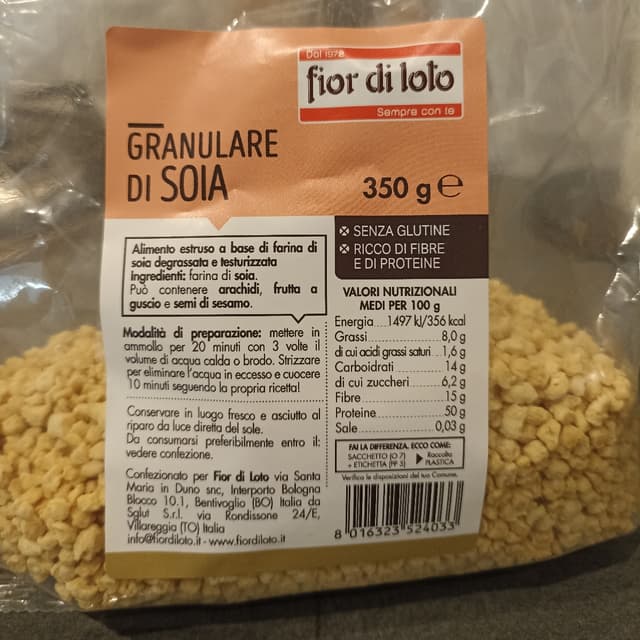 Dal 1978
fior di loto
Sempre con te
GRANULARE
DI SOIA
350 g e
SENZA GLUTINE
RICCO DI FIBRE
E DI PROTEINE
Alimento estruso a base di farina di
soia degrassata e testurizzata
Ingredienti: farina di soia.
Può contenere arachidi, frutta a
guscio e semi di sesamo.
Modalità di preparazione: mettere in
ammollo per 20 minuti con 3 volte il
volume di acqua calda o brodo. Strizzare
per eliminare l'acqua in eccesso e cuocere
10 minuti seguendo la propria ricetta!
Conservare in luogo fresco e asciutto al
riparo da luce diretta del sole.
Da consumarsi preferibilmente entro il:
vedere confezione.
Confezionato per Fior di Loto via Santa
Maria in Duno snc, Interporto Bologna
Blocco 10.1, Bentivoglio (BO) Italia da
Salut S.r.l. via Rondissone 24/E,
Villareggia (TO) Italia
info@fiordiloto.it - www.fiordiloto.it
VALORI NUTRIZIONALI
MEDI PER 100 g
Energia....1497 kJ/356 kcal
Grassi 8,0 g
di cui acidi grassi saturi 1,6 g
Carboidrati 14 g
di cui zuccheri 6,2 g
Fibre 15 g
Proteine 50 g
Sale 0,03 g
FAI LA DIFFERENZA, ECCO COME:
SACCHETTO (O 7)
+ ETICHETTA (PP 5)
Raccolta
PLASTICA
Verifica le disposizioni del tuo Comune.
8 016323 524033